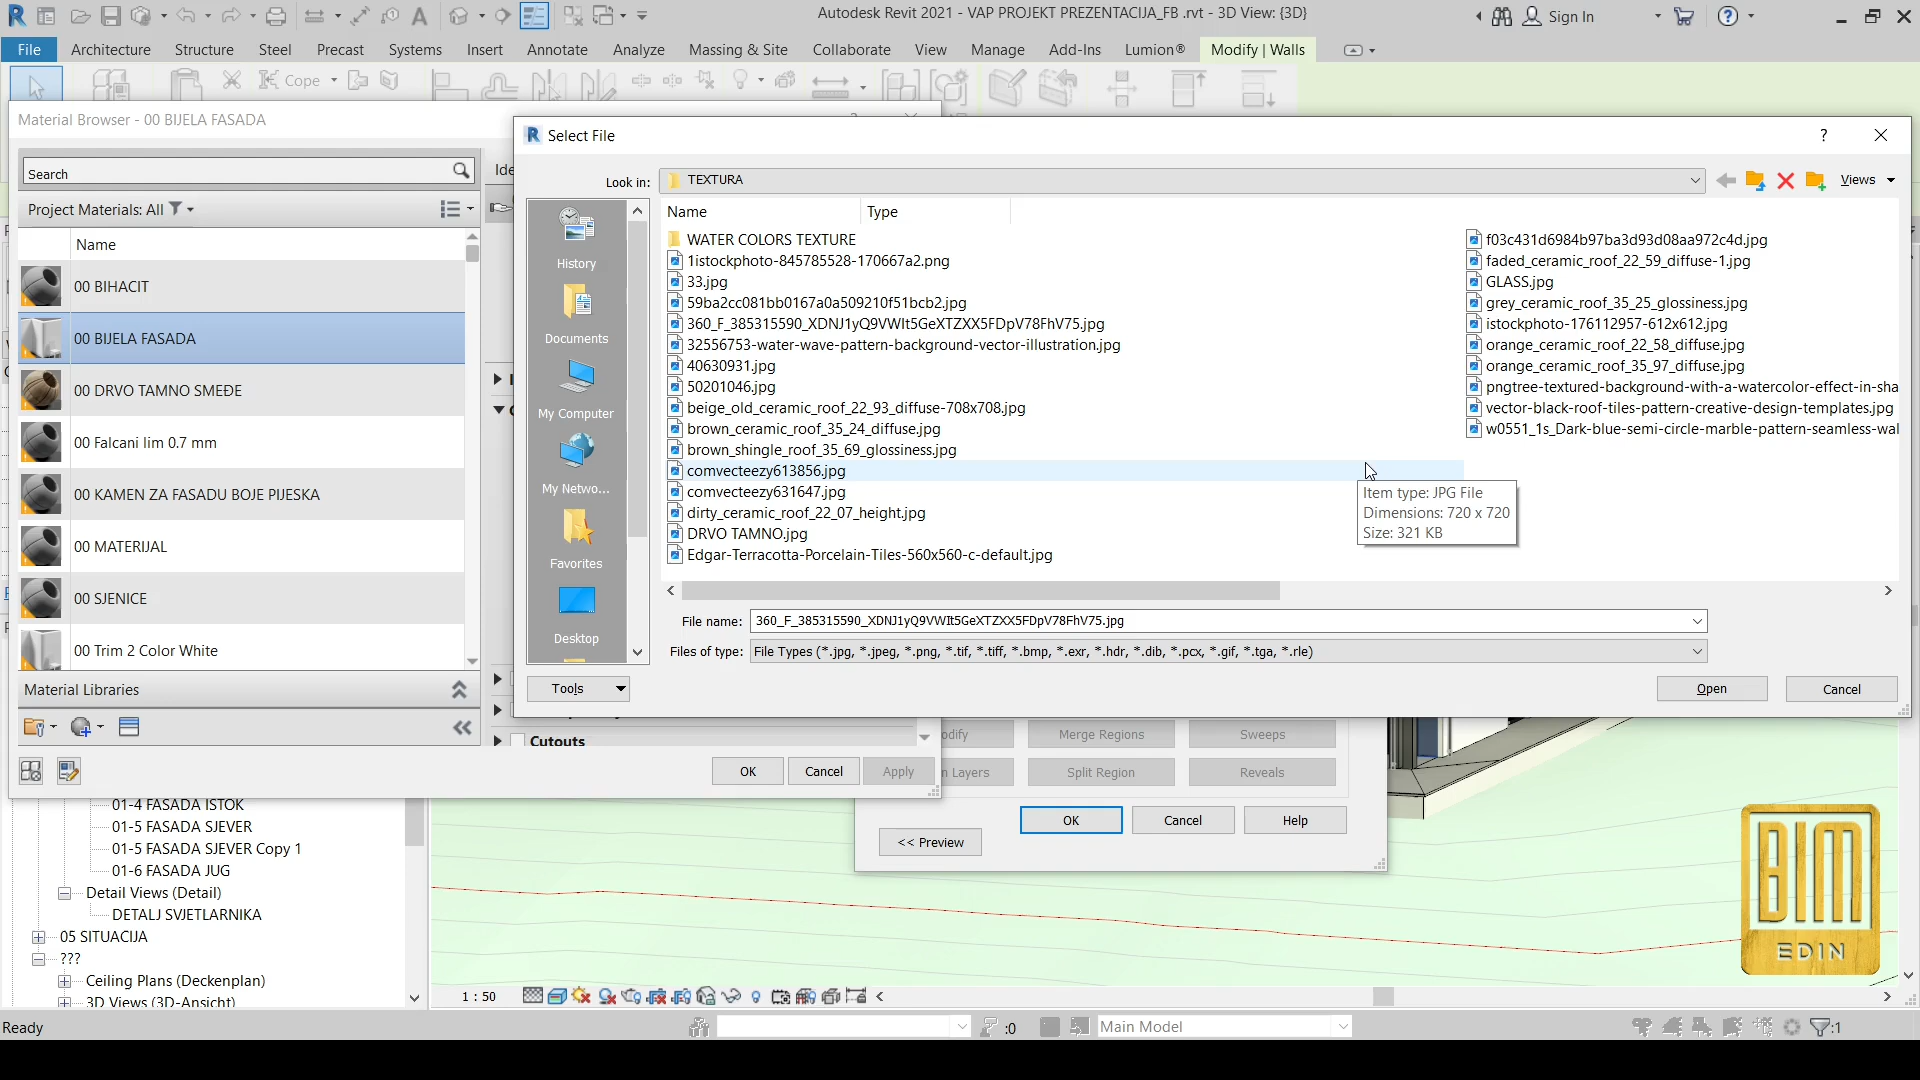 Autodesk Revit 2021 - VAP PROJEKT PREZENTACIJA_FB .rvt - 3D View: {3D}
Sign In
File Architecture Structure Steel Precast Systems Insert Annotate Analyze Massing & Site Collaborate View Manage Add-Ins Lumion® Modify | Walls
Cope
Material Browser - 00 BIJELA FASADA
Search
Project Materials: All
Name
00 BIHACIT
00 BIJELA FASADA
00 DRVO TAMNO SMEĐE
00 Falcani lim 0.7 mm
00 KAMEN ZA FASADU BOJE PIJESKA
00 MATERIJAL
00 SJENICE
00 Trim 2 Color White
Material Libraries
Cutouts
OK Cancel Apply
Select File
Look in: TEXTURA
Views
History
Documents
My Computer
My Netwo...
Favorites
Desktop
Tools
Name Type
WATER COLORS TEXTURE
1istockphoto-845785528-170667a2.png
33.jpg
59ba2cc081bb0167a0a509210f51bcb2.jpg
360_F_385315590_XDNJ1yQ9VWIt5GeXTZXX5FDpV78FhV75.jpg
32556753-water-wave-pattern-background-vector-illustration.jpg
40630931.jpg
50201046.jpg
beige_old_ceramic_roof_22_93_diffuse-708x708.jpg
brown_ceramic_roof_35_24_diffuse.jpg
brown_shingle_roof_35_69_glossiness.jpg
comvecteezy613856.jpg
comvecteezy631647.jpg
dirty_ceramic_roof_22_07_height.jpg
DRVO TAMNO.jpg
Edgar-Terracotta-Porcelain-Tiles-560x560-c-default.jpg
f03c431d6984b97ba3d93d08aa972c4d.jpg
faded_ceramic_roof_22_59_diffuse-1.jpg
GLASS.jpg
grey_ceramic_roof_35_25_glossiness.jpg
istockphoto-176112957-612x612.jpg
orange_ceramic_roof_22_58_diffuse.jpg
orange_ceramic_roof_35_97_diffuse.jpg
pngtree-textured-background-with-a-watercolor-effect-in-sha
vector-black-roof-tiles-pattern-creative-design-templates.jpg
w0551_1s_Dark-blue-semi-circle-marble-pattern-seamless-wal
Item type: JPG File
Dimensions: 720 x 720
Size: 321 KB
File name: 360_F_385315590_XDNJ1yQ9VWIt5GeXTZXX5FDpV78FhV75.jpg
Files of type: File Types (*.jpg, *.jpeg, *.png, *.tif, *.tiff, *.bmp, *.exr, *.hdr, *.dib, *.pcx, *.gif, *.tga, *.rle)
Open Cancel
Merge Regions Sweeps
Layers Split Region Reveals
OK Cancel Help
<< Preview
01-4 FASADA ISTOK
01-5 FASADA SJEVER
01-5 FASADA SJEVER Copy 1
01-6 FASADA JUG
Detail Views (Detail)
DETALJ SVJETLARNIKA
05 SITUACIJA
???
Ceiling Plans (Deckenplan)
3D Views (3D-Ansicht)
1 : 50
BIM
EDIN
Ready
:0
Main Model
:1